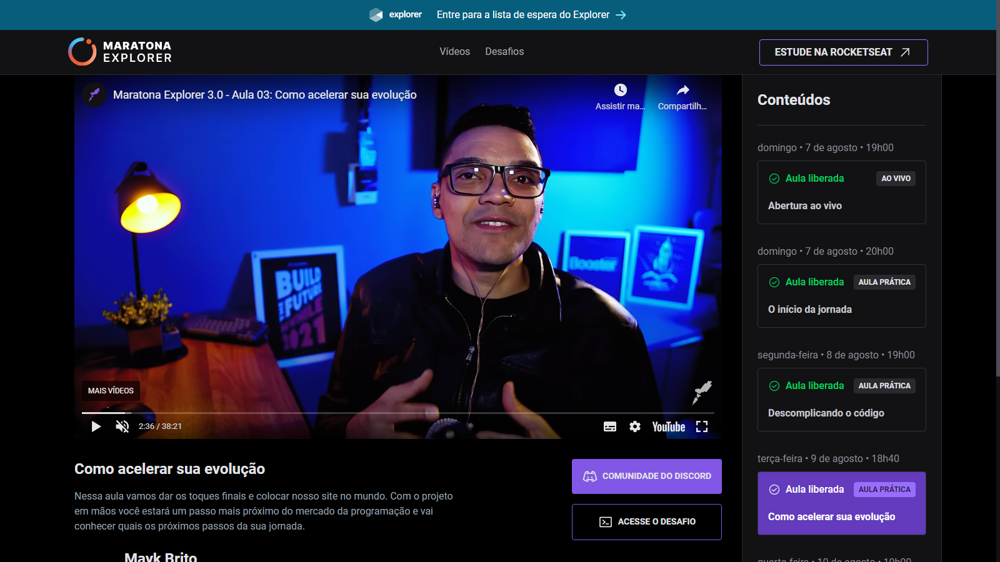 explorer
Entre para a lista de espera do Explorer
MARATONA
EXPLORER
Vídeos
Desafios
ESTUDE NA ROCKETSEAT
Maratona Explorer 3.0 - Aula 03: Como acelerar sua evolução
Assistir ma...
Compartilh...
BUILD
FUTURE
2021
Booster
MAIS VÍDEOS
2:36 / 38:21
YouTube
Como acelerar sua evolução
Nessa aula vamos dar os toques finais e colocar nosso site no mundo. Com o projeto
em mãos você estará um passo mais próximo do mercado da programação e vai
conhecer quais os próximos passos da sua jornada.
COMUNIDADE DO DISCORD
ACESSE O DESAFIO
Mayk Brito
Conteúdos
domingo • 7 de agosto • 19h00
Aula liberada
AO VIVO
Abertura ao vivo
domingo • 7 de agosto • 20h00
Aula liberada
AULA PRÁTICA
O início da jornada
segunda-feira • 8 de agosto • 19h00
Aula liberada
AULA PRÁTICA
Descomplicando o código
terça-feira • 9 de agosto • 18h40
Aula liberada
AULA PRÁTICA
Como acelerar sua evolução
quarta-feira • 10 de agosto • 19h00